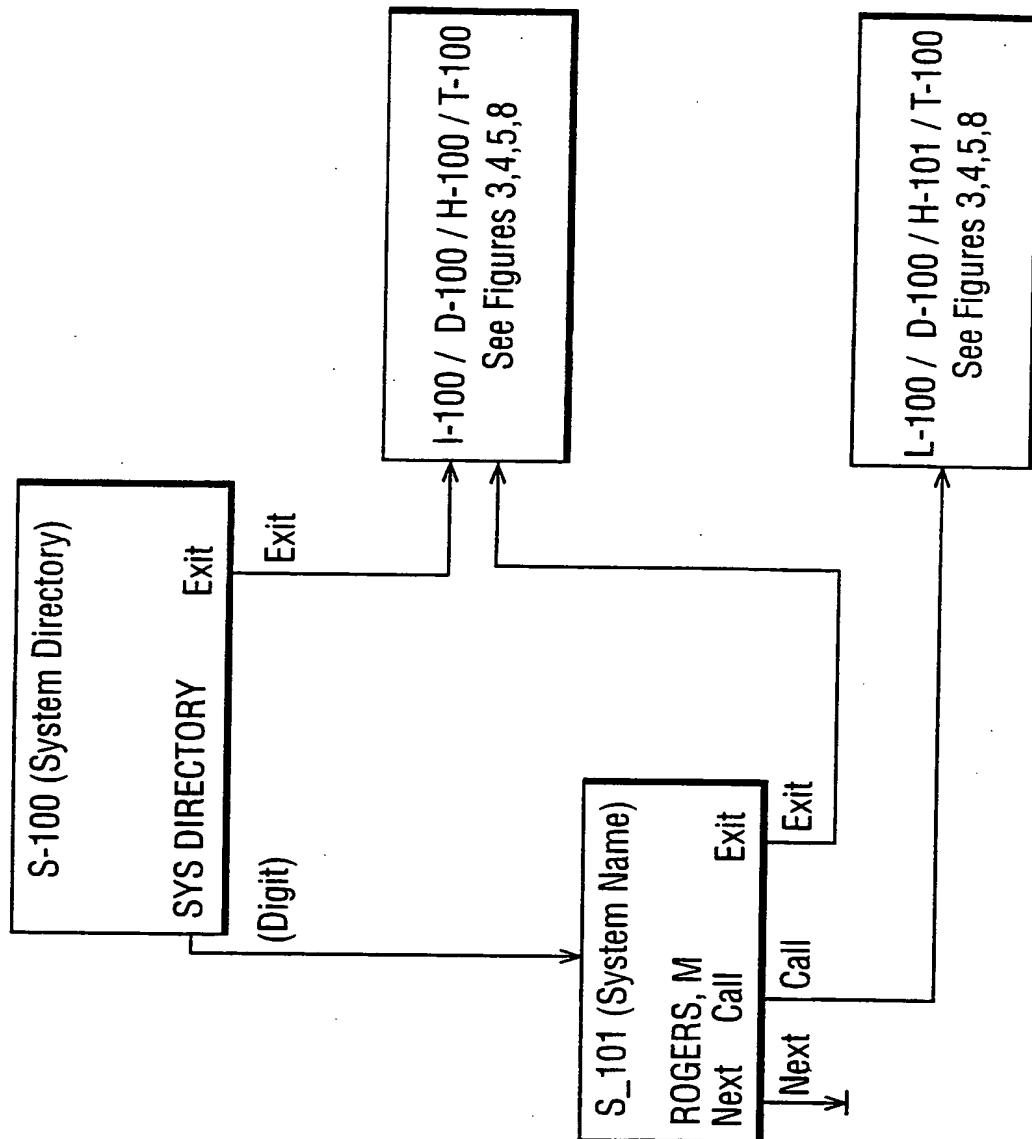 S-100 (System Directory)
SYS DIRECTORY
Exit
Exit
(Digit)
I-100 / D-100 / H-100 / T-100
See Figures 3,4,5,8
S_101 (System Name)
ROGERS, M
Next Call Exit
Next
Call
Exit
L-100 / D-100 / H-101 / T-100
See Figures 3,4,5,8